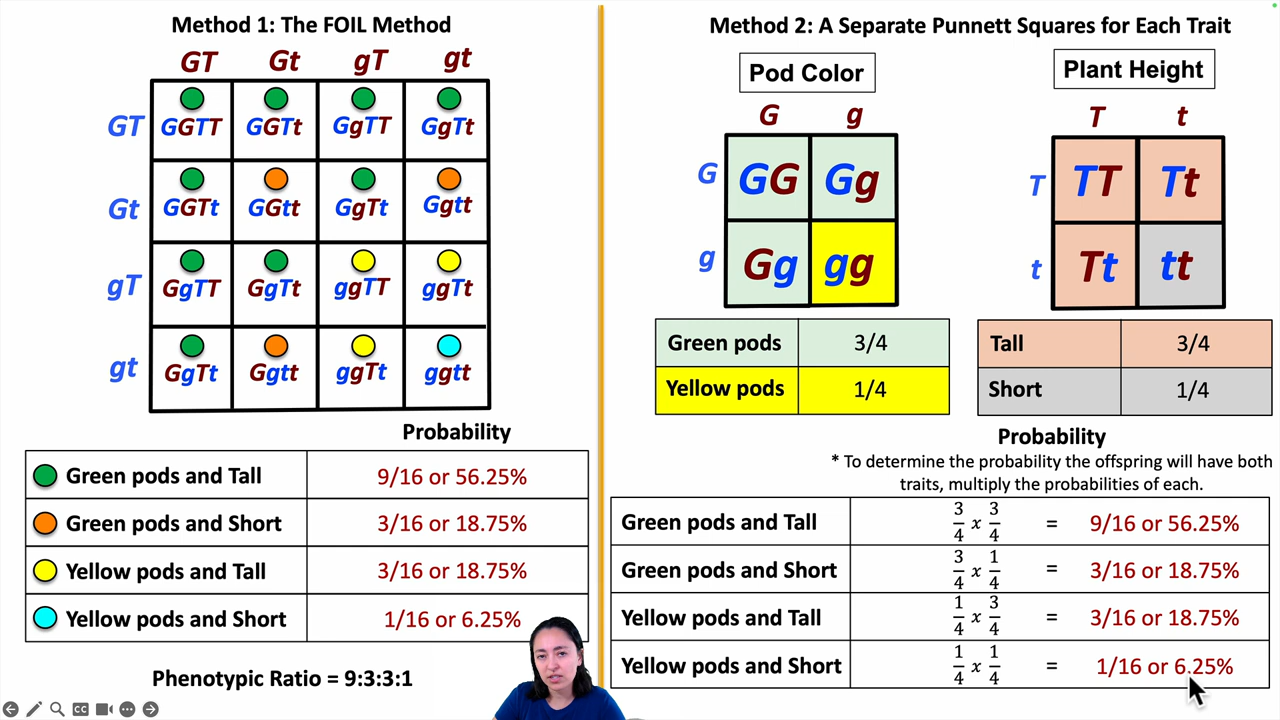 Method 1: The FOIL Method
GT Gt gT gt
GT GGTT GGTt GgTT GgTt
Gt GGTt GGtt GgTt Ggtt
gT GgTT GgTt ggTT ggTt
gt GgTt Ggtt ggTt ggtt
Probability
Green pods and Tall 9/16 or 56.25%
Green pods and Short 3/16 or 18.75%
Yellow pods and Tall 3/16 or 18.75%
Yellow pods and Short 1/16 or 6.25%
Phenotypic Ratio = 9:3:3:1
CC
Method 2: A Separate Punnett Squares for Each Trait
Pod Color
G g
G GG Gg
g Gg gg
Green pods 3/4
Yellow pods 1/4
Plant Height
T t
T TT Tt
t Tt tt
Tall 3/4
Short 1/4
Probability
* To determine the probability the offspring will have both
traits, multiply the probabilities of each.
Green pods and Tall 3/4 x 3/4 = 9/16 or 56.25%
Green pods and Short 3/4 x 1/4 = 3/16 or 18.75%
Yellow pods and Tall 1/4 x 3/4 = 3/16 or 18.75%
Yellow pods and Short 1/4 x 1/4 = 1/16 or 6.25%